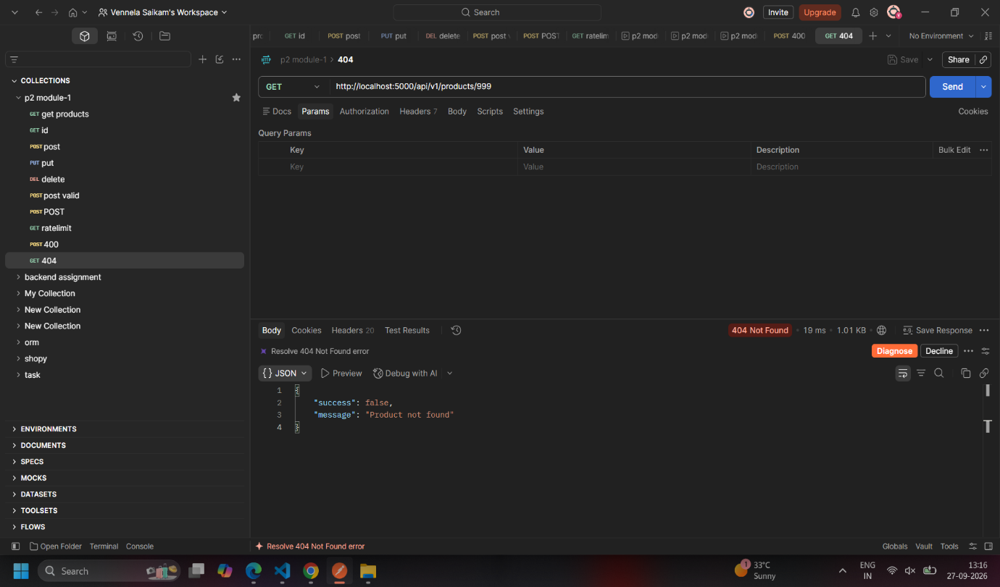 Vennela Saikam's Workspace
Search
Invite
Upgrade
GET id
POST post
PUT put
DEL delete
POST post
POST POST
GET ratelim
p2 mod
p2 mod
p2 mod
POST 400
GET 404
No Environment
p2 module-1 > 404
Save
Share
COLLECTIONS
p2 module-1
GET get products
GET id
POST post
PUT put
DEL delete
POST post valid
POST POST
GET ratelimit
POST 400
GET 404
backend assignment
My Collection
New Collection
New Collection
orm
shopy
task
ENVIRONMENTS
DOCUMENTS
SPECS
MOCKS
DATASETS
TOOLSETS
FLOWS
HTTP
GET
http://localhost:5000/api/v1/products/999
Send
Docs
Params
Authorization
Headers 7
Body
Scripts
Settings
Cookies
Query Params
Key
Value
Description
Bulk Edit
Key
Value
Description
Body
Cookies
Headers 20
Test Results
404 Not Found
19 ms
1.01 KB
e.g. Save Response
Resolve 404 Not Found error
Diagnose
Decline
{} JSON
Preview
Debug with AI
1 {
2 "success": false,
3 "message": "Product not found"
4 }
Open Folder
Terminal
Console
Resolve 404 Not Found error
Globals
Vault
Tools
Search
1
33°C
Sunny
ENG
IN
13:16
27-09-2026